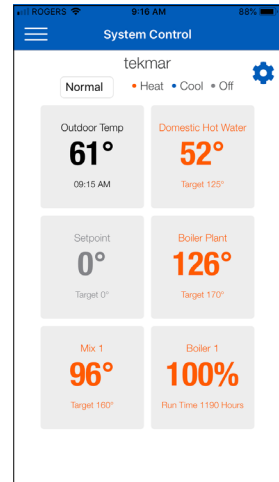 ROGERS 9:16 AM 88%
System Control
tekmar
Normal • Heat • Cool • Off
Outdoor Temp
61°
09:15 AM
Domestic Hot Water
52°
Target 125°
Setpoint
0°
Target 0°
Boiler Plant
126°
Target 170°
Mix 1
96°
Target 160°
Boiler 1
100%
Run Time 1190 Hours